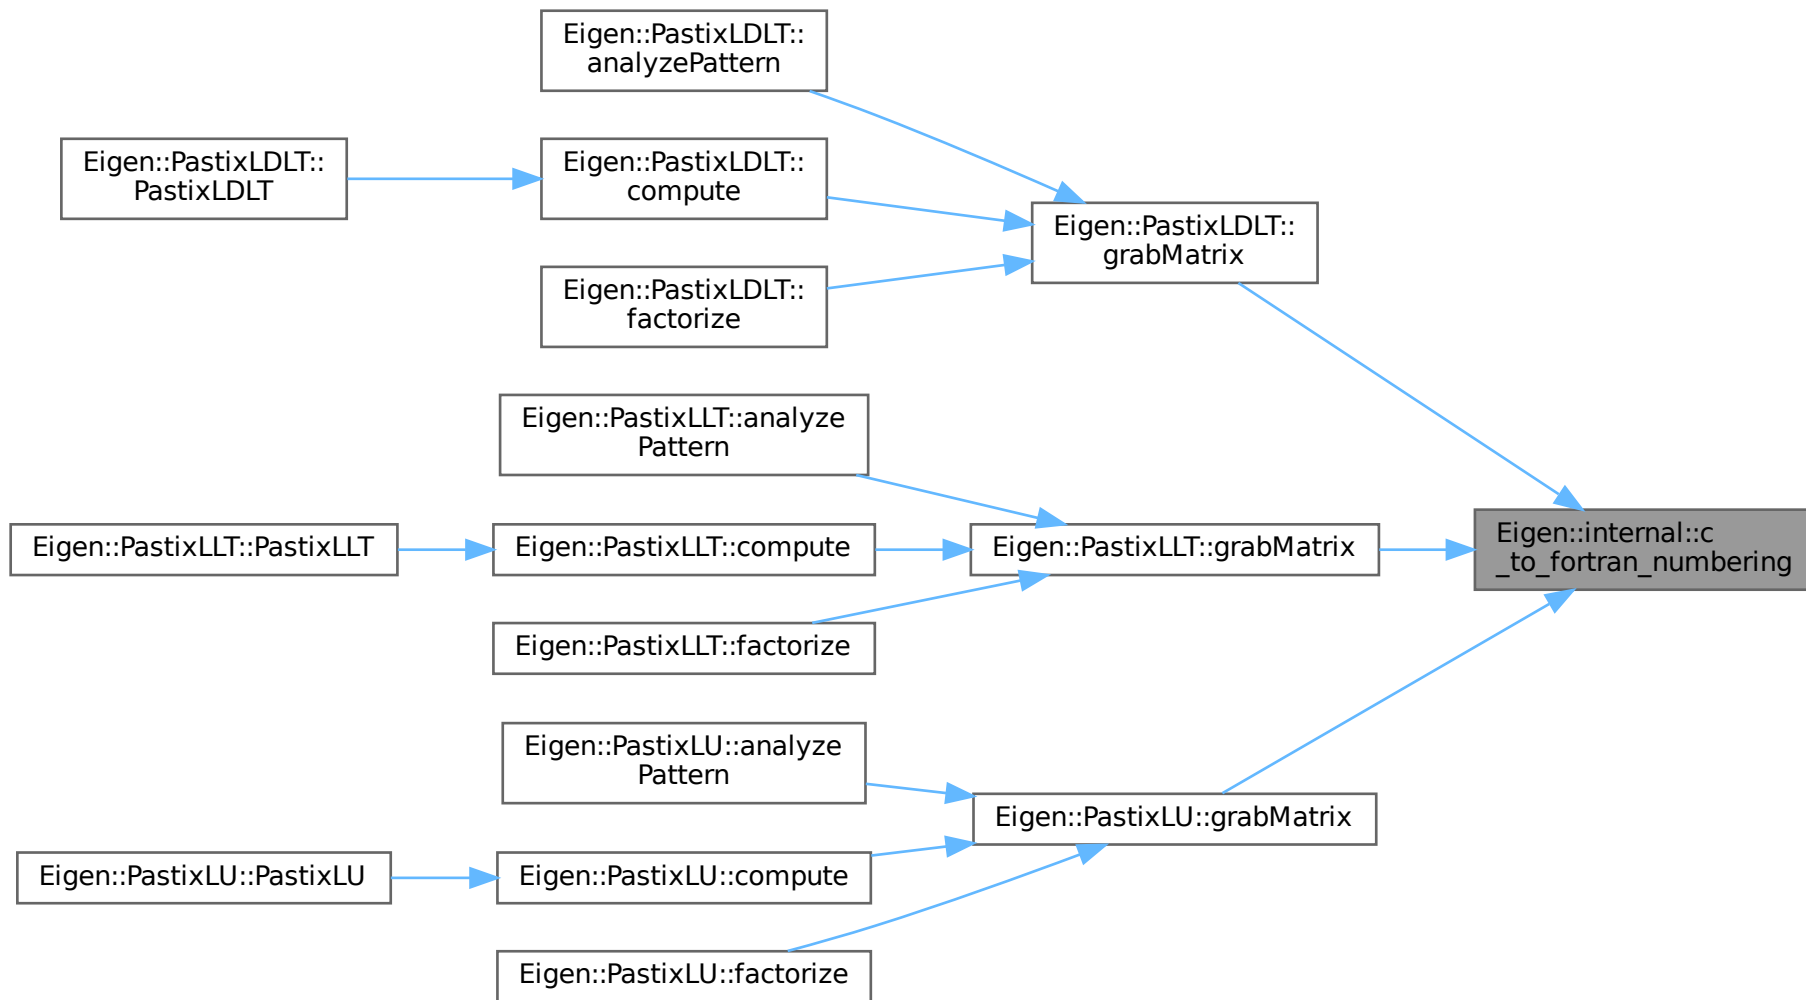 Eigen::PastixLDLT::
analyzePattern
Eigen::PastixLDLT::
PastixLDLT
Eigen::PastixLDLT::
compute
Eigen::PastixLDLT::
grabMatrix
Eigen::PastixLDLT::
factorize
Eigen::PastixLLT::analyze
Pattern
Eigen::PastixLLT::PastixLLT
Eigen::PastixLLT::compute
Eigen::PastixLLT::grabMatrix
Eigen::internal::c
_to_fortran_numbering
Eigen::PastixLLT::factorize
Eigen::PastixLU::analyze
Pattern
Eigen::PastixLU::grabMatrix
Eigen::PastixLU::PastixLU
Eigen::PastixLU::compute
Eigen::PastixLU::factorize